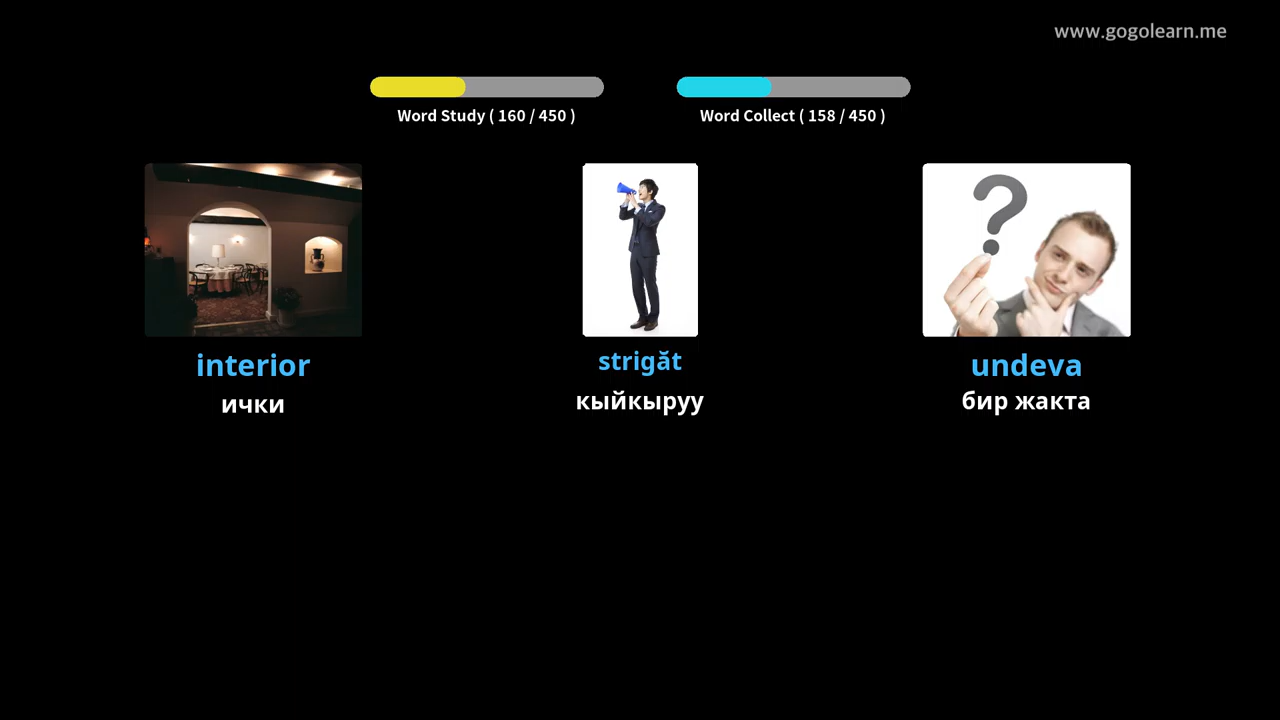 www.gogolearn.me
Word Study ( 160 / 450 )
Word Collect ( 158 / 450 )
interior
strigăt
undeva
ички
кыйкыруу
бир жакта